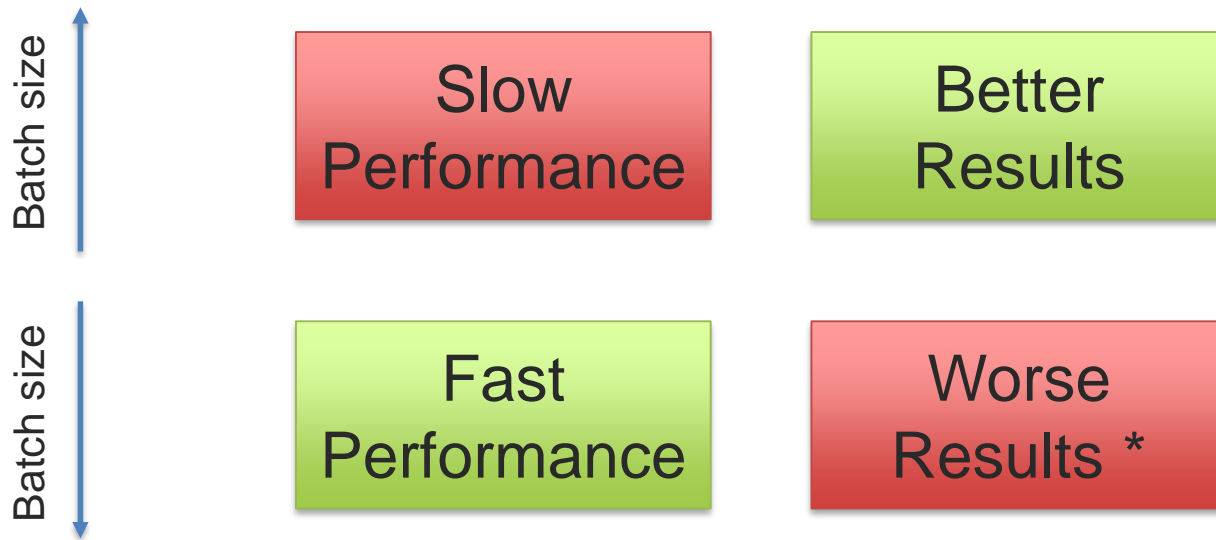 Batch size
Slow
Performance
Better
Results
Batch size
Fast
Performance
Worse
Results *